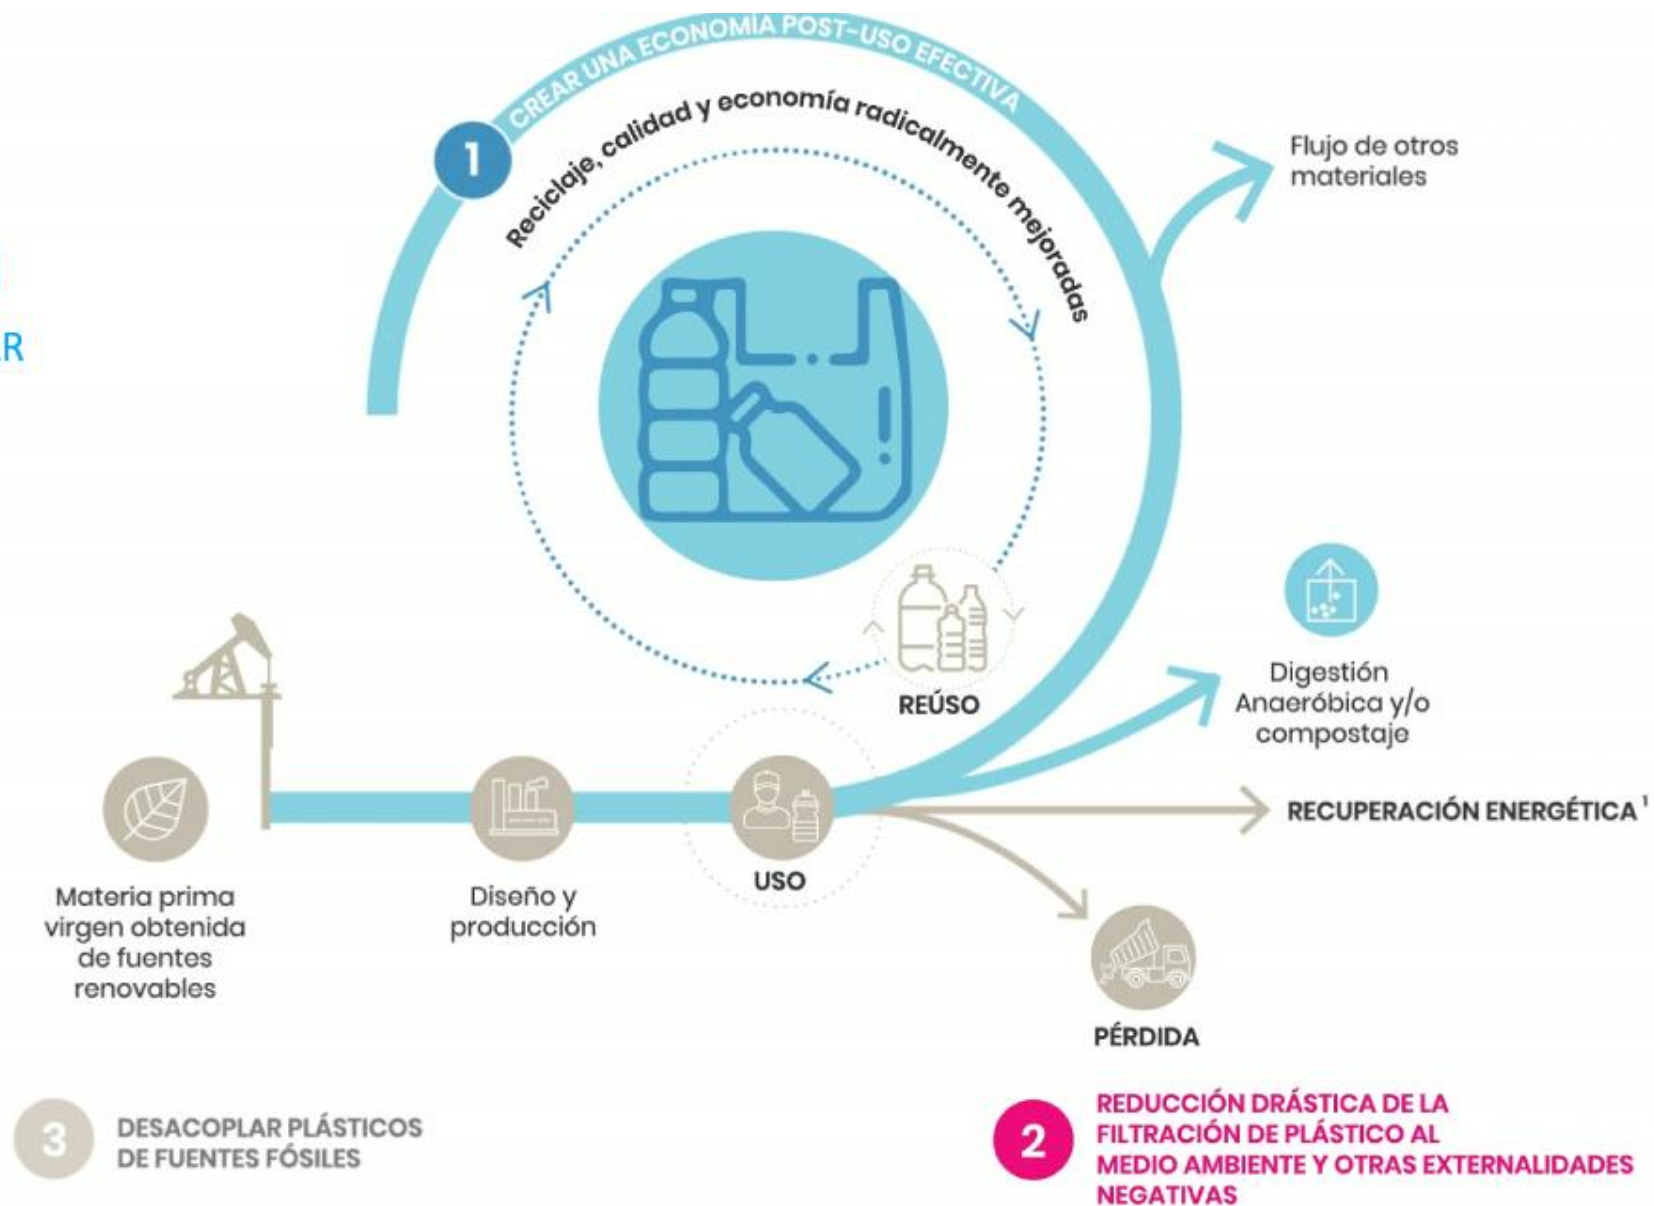 1
CREAR UNA ECONOMÍA POST-USO EFECTIVA
Reciclaje, calidad y economía radicalmente mejoradas
Flujo de otros
materiales
R
REÚSO
Digestión
Anaeróbica y/o
compostaje
RECUPERACIÓN ENERGÉTICA¹
USO
Diseño y
producción
Materia prima
virgen obtenida
de fuentes
renovables
PÉRDIDA
3
DESACOPLAR PLÁSTICOS
DE FUENTES FÓSILES
2
REDUCCIÓN DRÁSTICA DE LA
FILTRACIÓN DE PLÁSTICO AL
MEDIO AMBIENTE Y OTRAS EXTERNALIDADES
NEGATIVAS